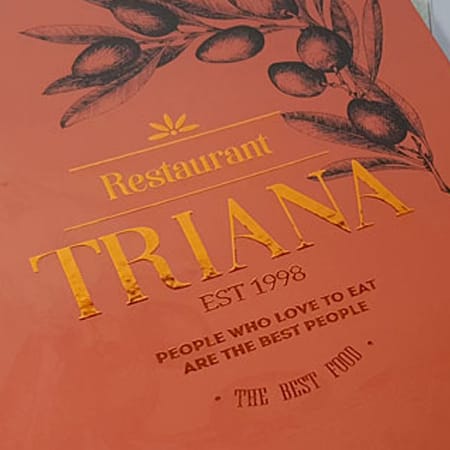 Restaurant
TRIANA
EST 1998
PEOPLE WHO LOVE TO EAT
ARE THE BEST PEOPLE
• THE BEST FOOD •